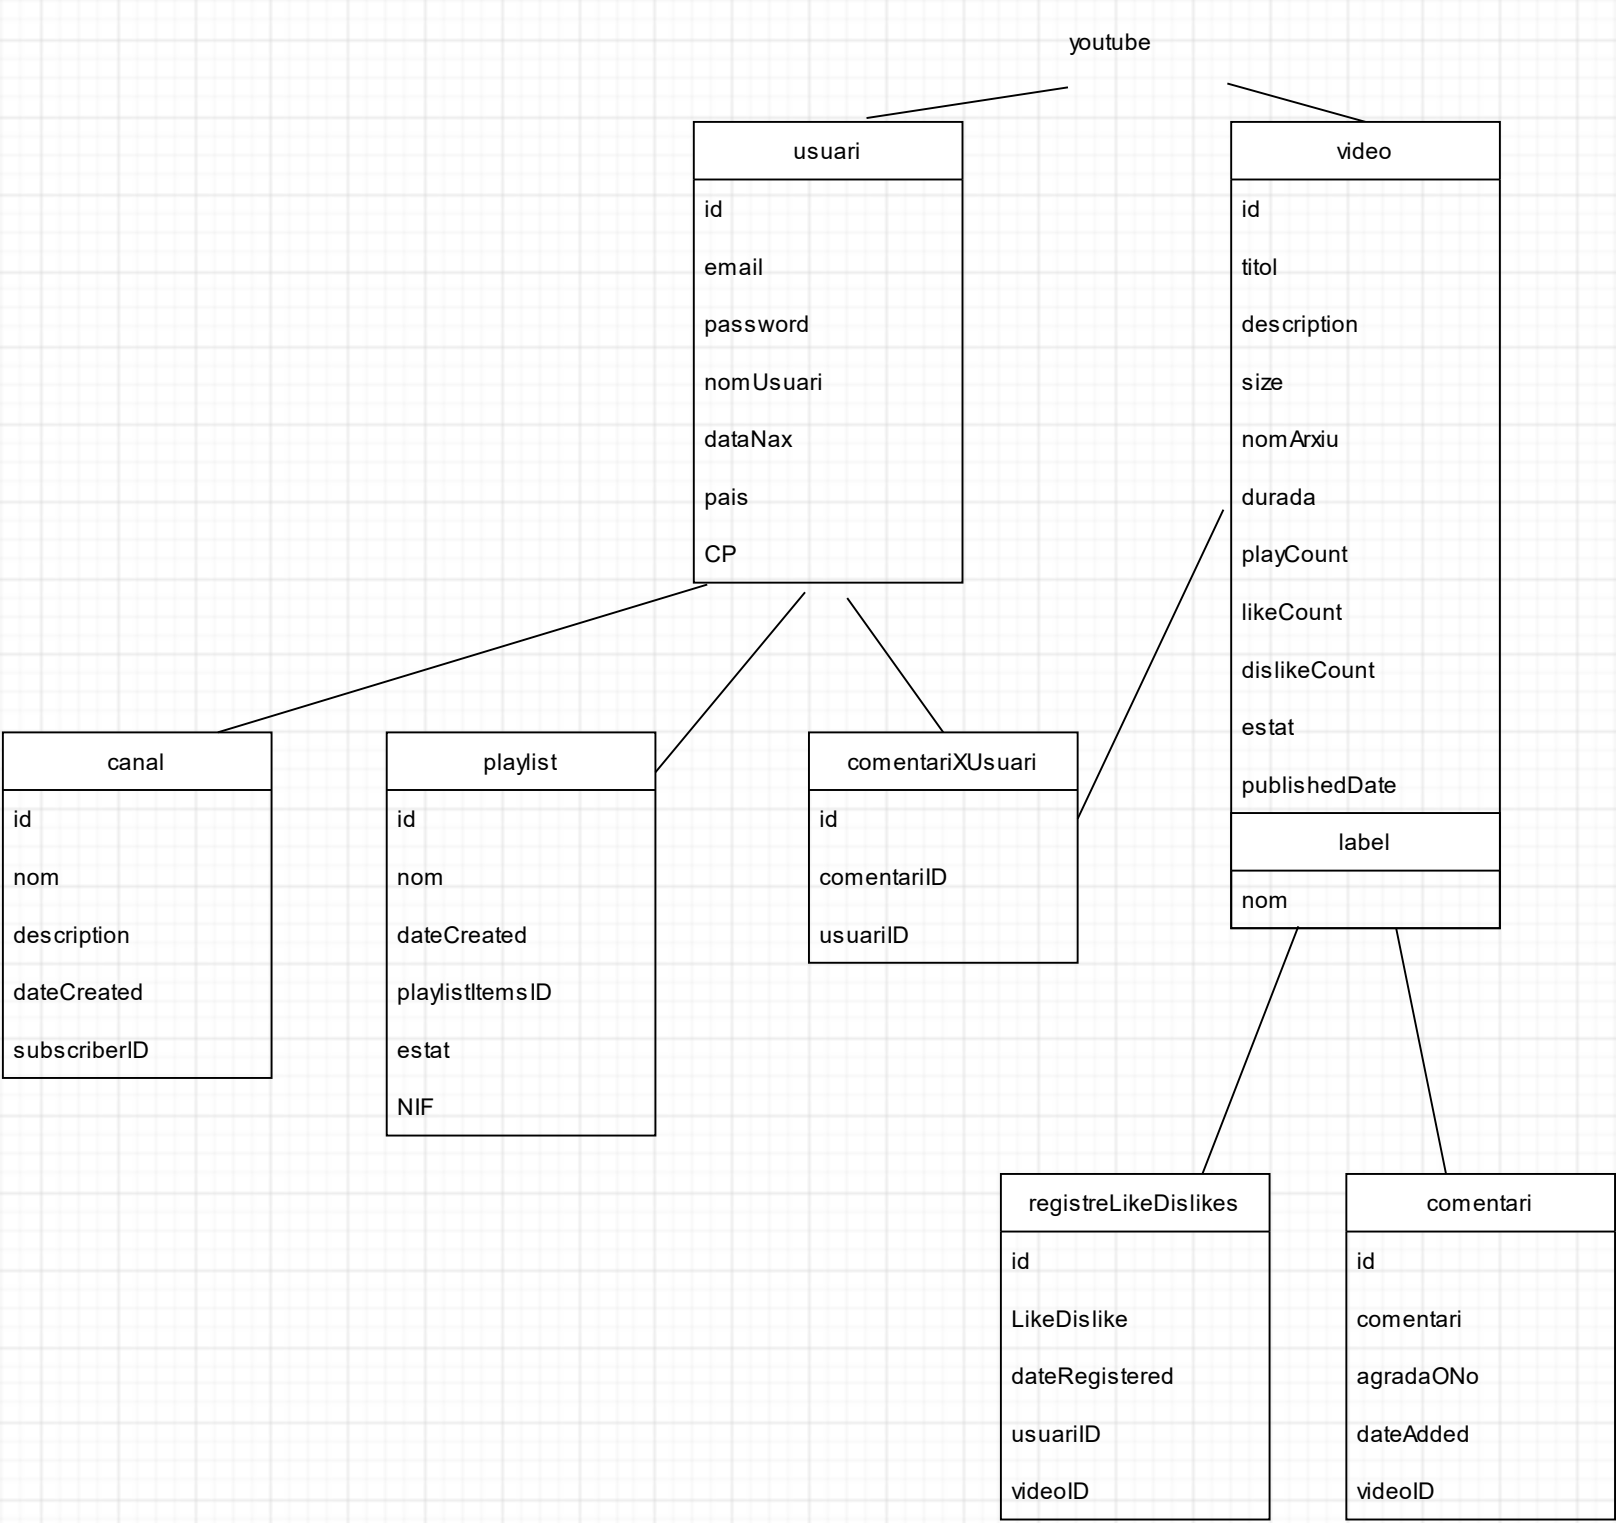 youtube
usuari
id
email
password
nomUsuari
dataNax
pais
CP
video
id
titol
description
size
nomArxiu
durada
playCount
likeCount
dislikeCount
estat
publishedDate
label
nom
canal
id
nom
description
dateCreated
subscriberID
playlist
id
nom
dateCreated
playlistItemsID
estat
NIF
comentariXUsuari
id
comentariID
usuariID
registreLikeDislikes
id
LikeDislike
dateRegistered
usuariID
videoID
comentari
id
comentari
agradaONo
dateAdded
videoID